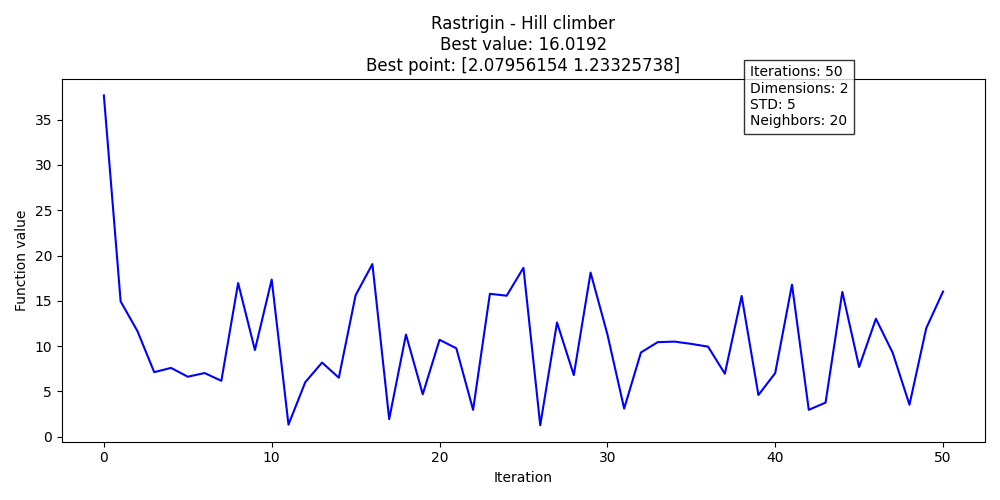 Rastrigin - Hill climber
Best value: 16.0192
Best point: [2.07956154 1.23325738]
Iterations: 50
Dimensions: 2
STD: 5
Neighbors: 20
Function value
35
30
25
20
15
10
5
0
0 10 20 30 40 50
Iteration